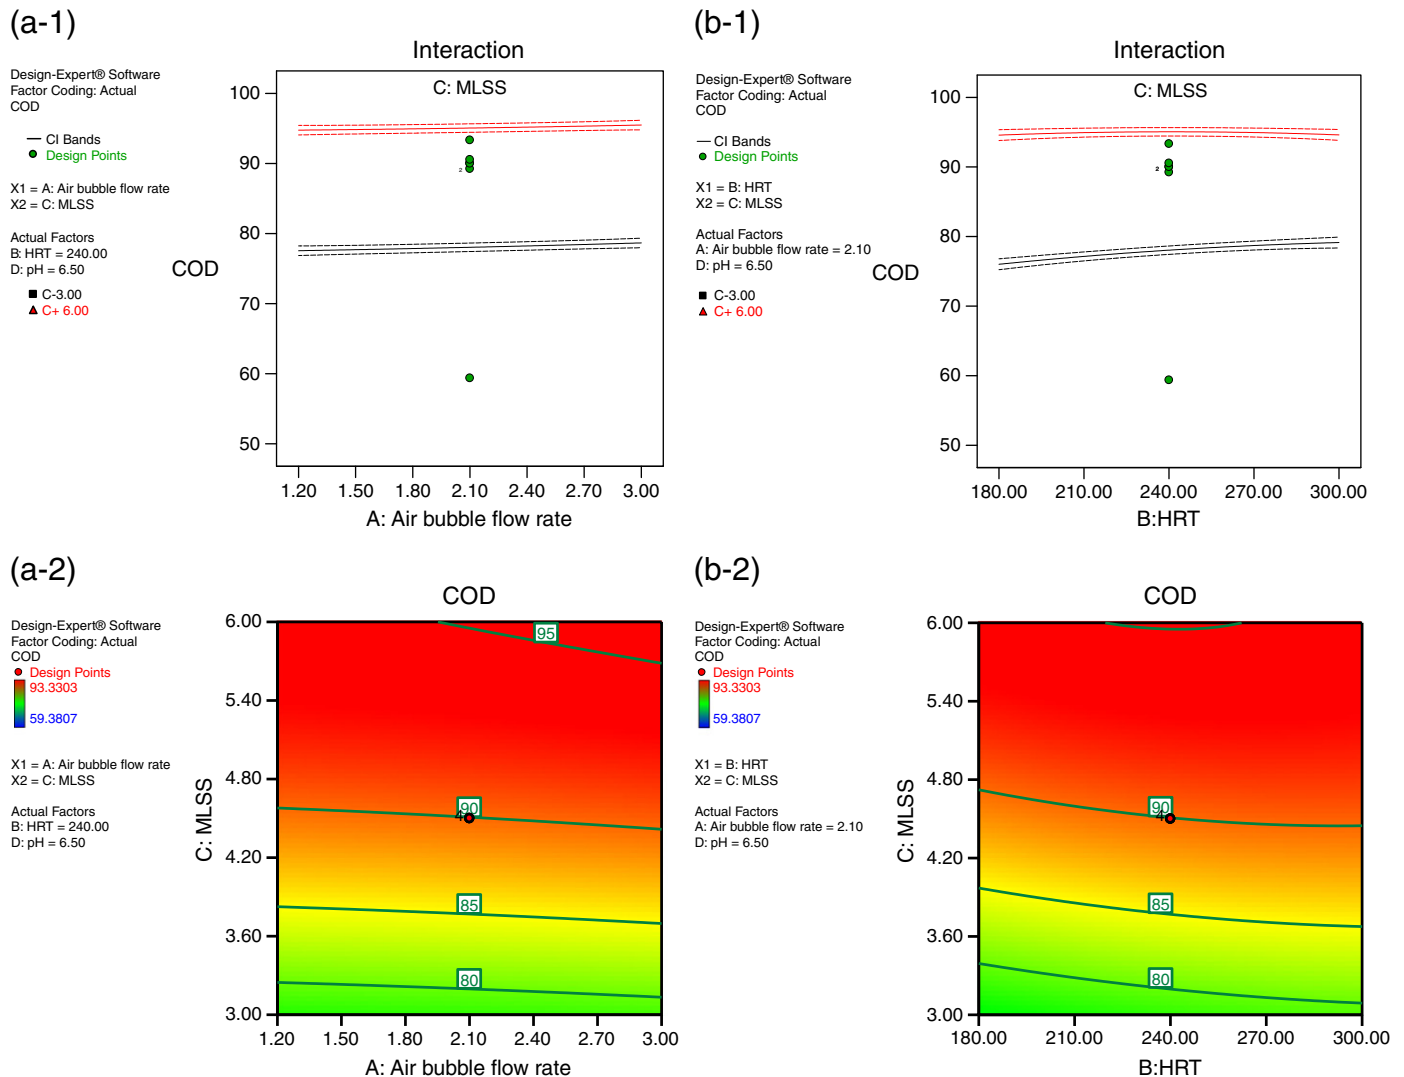 (a-1)
Interaction
Design-Expert® Software
Factor Coding: Actual
COD
CI Bands
Design Points
X1 = A: Air bubble flow rate
X2 = C: MLSS
Actual Factors
B: HRT = 240.00
D: pH = 6.50
C-3.00
C+ 6.00
C: MLSS
COD
100
90
80
70
60
50
2
1.20 1.50 1.80 2.10 2.40 2.70 3.00
A: Air bubble flow rate
(b-1)
Interaction
Design-Expert® Software
Factor Coding: Actual
COD
CI Bands
Design Points
X1 = B: HRT
X2 = C: MLSS
Actual Factors
A: Air bubble flow rate = 2.10
D: pH = 6.50
C-3.00
C+ 6.00
C: MLSS
COD
100
90
80
70
60
50
2
180.00 210.00 240.00 270.00 300.00
B:HRT
(a-2)
COD
Design-Expert® Software
Factor Coding: Actual
COD
Design Points
93.3303
59.3807
X1 = A: Air bubble flow rate
X2 = C: MLSS
Actual Factors
B: HRT = 240.00
D: pH = 6.50
C: MLSS
6.00
5.40
4.80
4.20
3.60
3.00
95
90
4
85
80
1.20 1.50 1.80 2.10 2.40 2.70 3.00
A: Air bubble flow rate
(b-2)
COD
Design-Expert® Software
Factor Coding: Actual
COD
Design Points
93.3303
59.3807
X1 = B: HRT
X2 = C: MLSS
Actual Factors
A: Air bubble flow rate = 2.10
D: pH = 6.50
C: MLSS
6.00
5.40
4.80
4.20
3.60
3.00
90
4
85
80
180.00 210.00 240.00 270.00 300.00
B:HRT